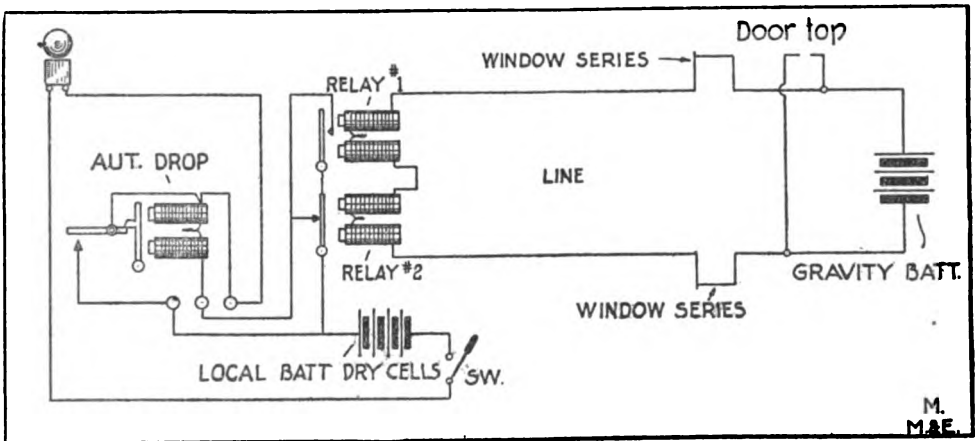 Door top
WINDOW SERIES
RELAY #1
AUT. DROP
LINE
RELAY #2
GRAVITY BATT.
WINDOW SERIES
LOCAL BATT DRY CELLS
SW.
M.
M.&E.